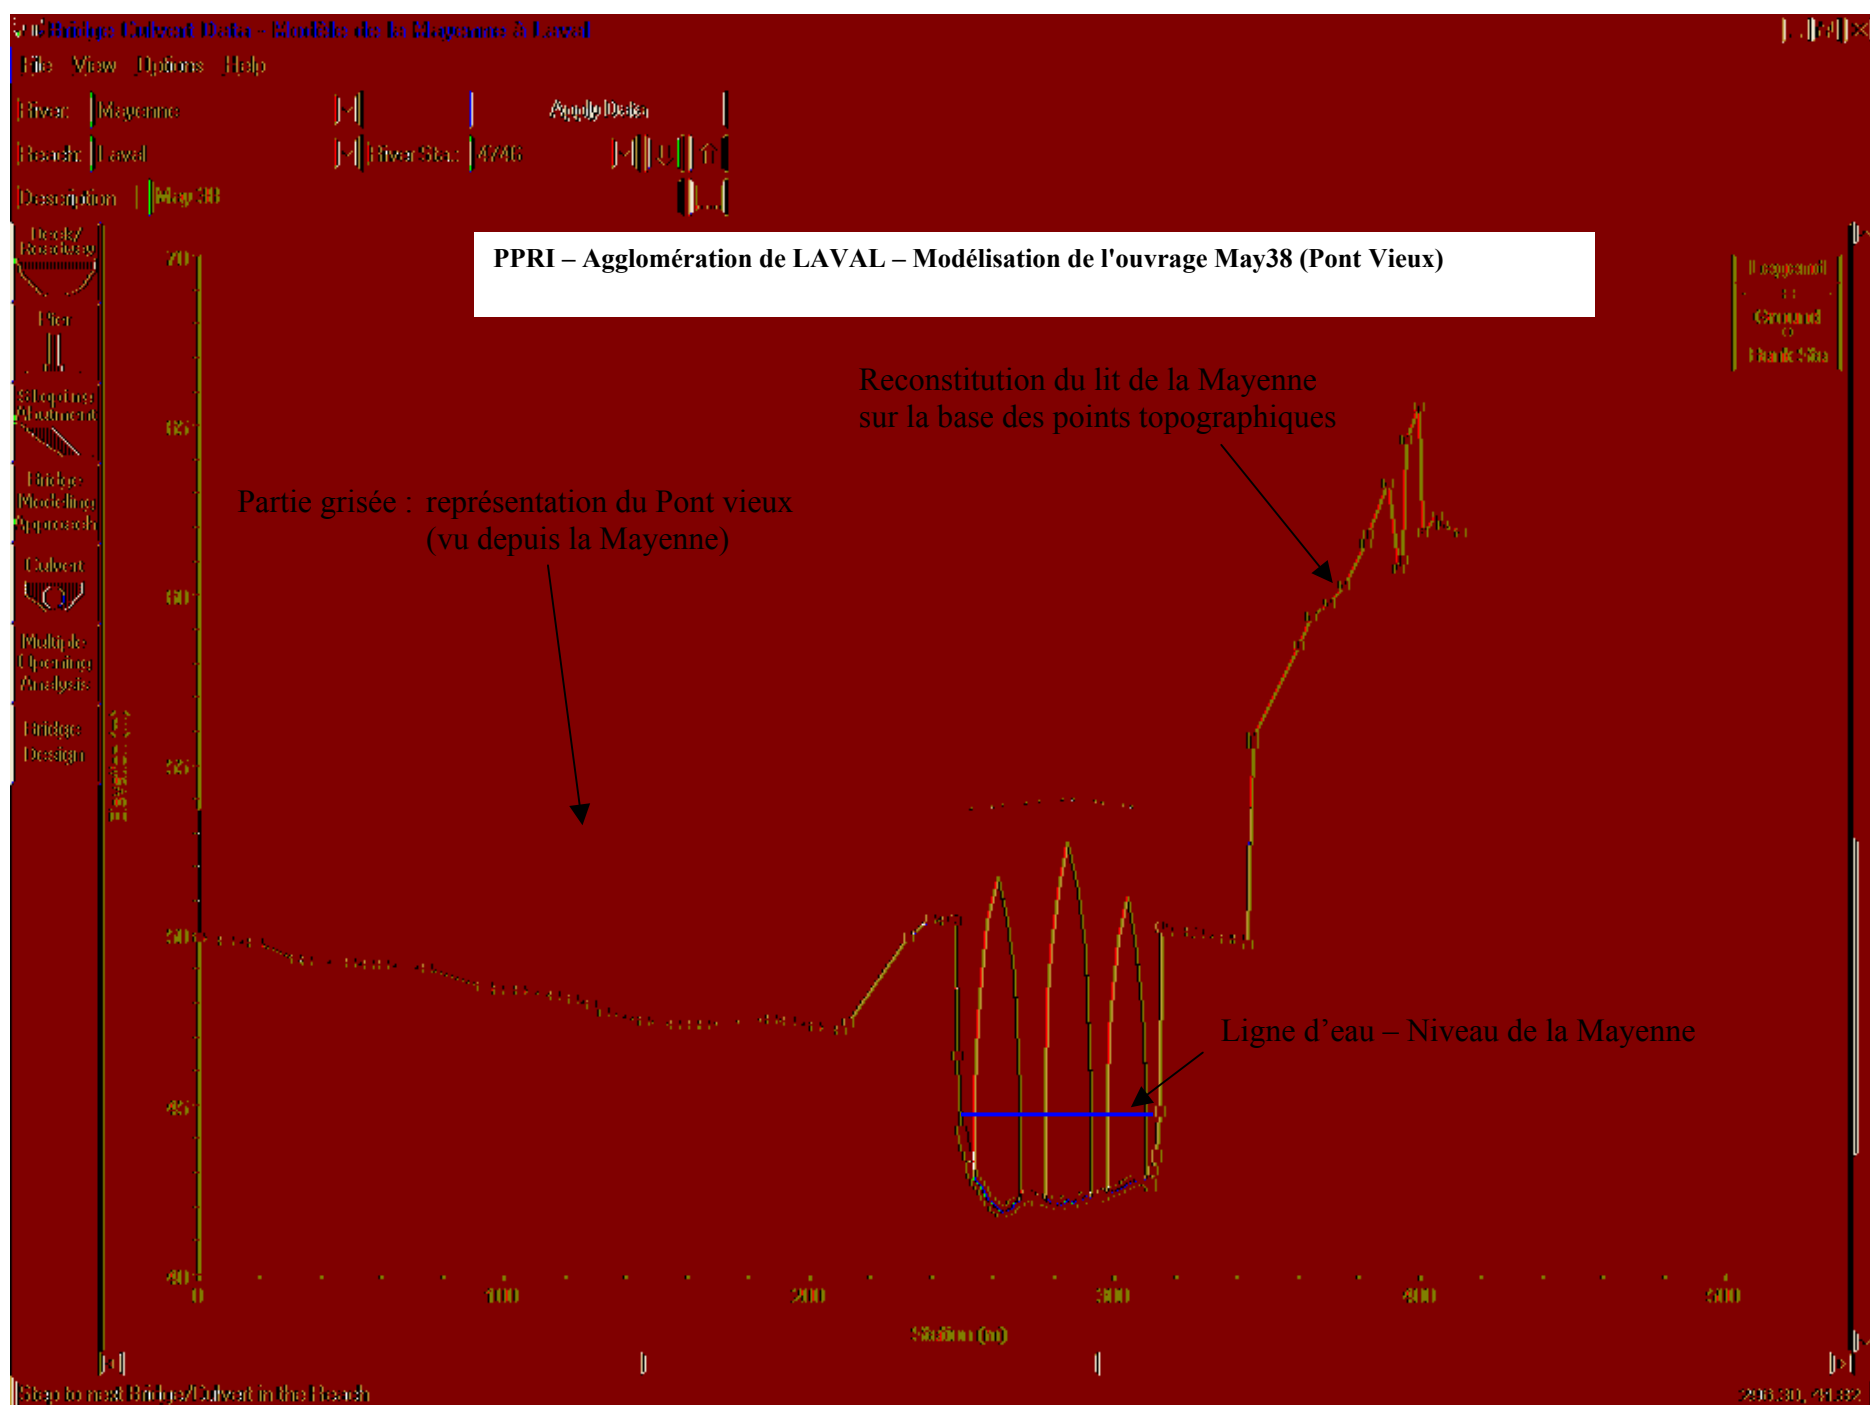 Bridge Culvert Data - Modèle de la Mayenne à Laval
File View Options Help
River: Mayenne Apply Data
Reach: Laval River Sta.: 4746
Description May 38
Deck/
Roadway
Pier
Sloping
Abutment
Bridge
Modeling
Approach
Culvert
Multiple
Opening
Analysis
Bridge
Design
PPRI – Agglomération de LAVAL – Modélisation de l'ouvrage May38 (Pont Vieux)
Legend
Ground
Bank Sta
Reconstitution du lit de la Mayenne
sur la base des points topographiques
Partie grisée : représentation du Pont vieux
(vu depuis la Mayenne)
Ligne d’eau – Niveau de la Mayenne
Elevation (m)
70
65
60
55
50
45
40
0 100 200 300 400 500
Station (m)
Step to next Bridge/Culvert in the Reach
296.30, 44.82